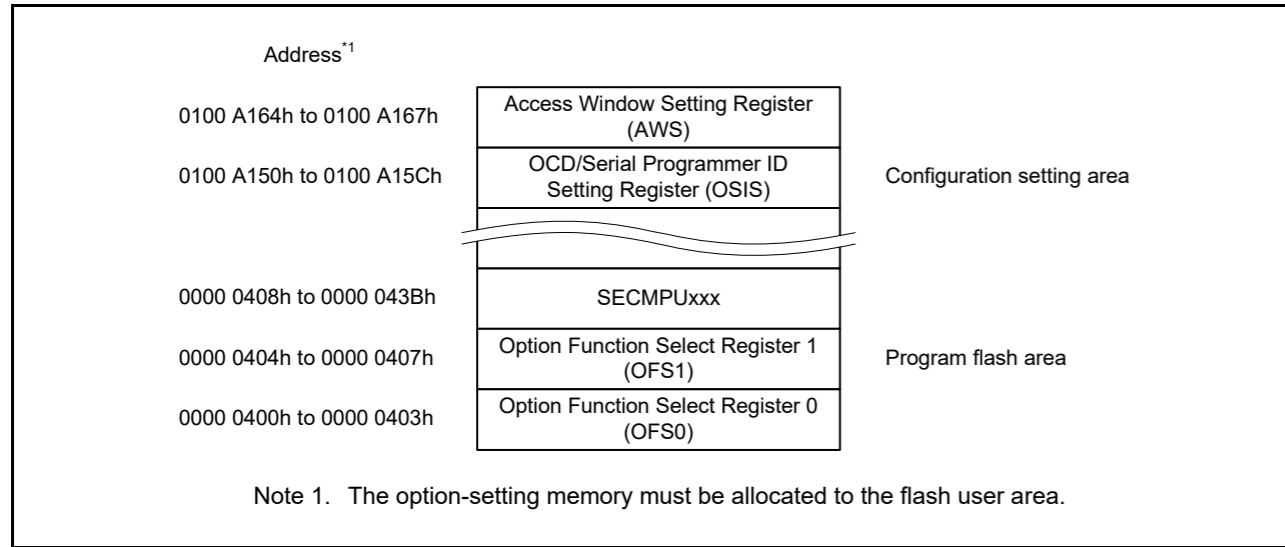 Address*1
0100 A164h to 0100 A167h
Access Window Setting Register
(AWS)
0100 A150h to 0100 A15Ch
OCD/Serial Programmer ID
Setting Register (OSIS)
Configuration setting area
0000 0408h to 0000 043Bh
SECMPUxxx
0000 0404h to 0000 0407h
Option Function Select Register 1
(OFS1)
Program flash area
0000 0400h to 0000 0403h
Option Function Select Register 0
(OFS0)
Note 1. The option-setting memory must be allocated to the flash user area.